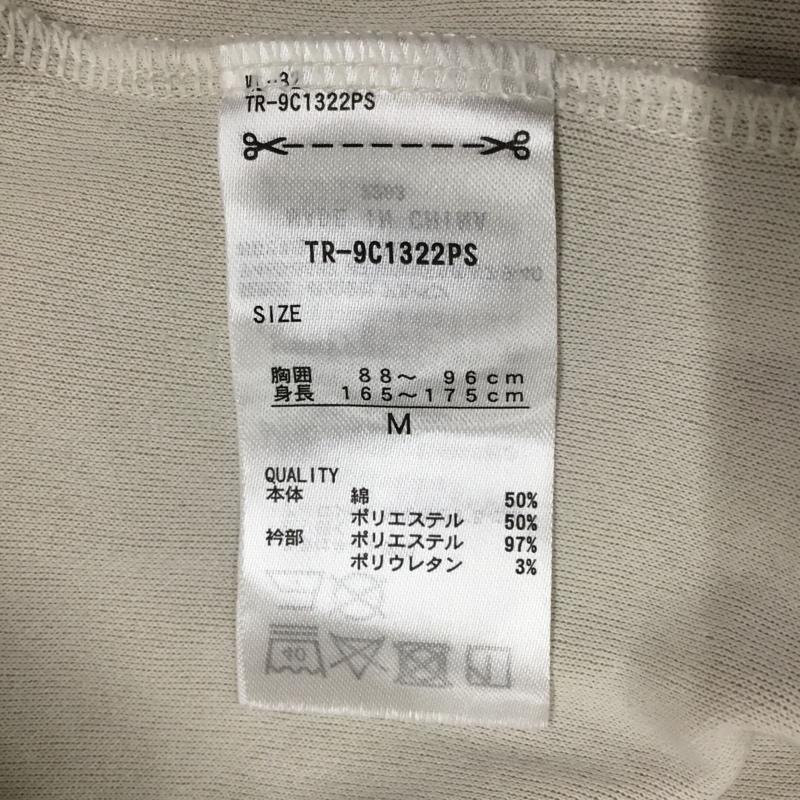 TR-9C1322PS
TR-9C1322PS
SIZE
胸囲 88～ 96cm
身長 165～175cm
M
QUALITY
本体 綿 50%
ポリエステル 50%
衿部 ポリエステル 97%
ポリウレタン 3%